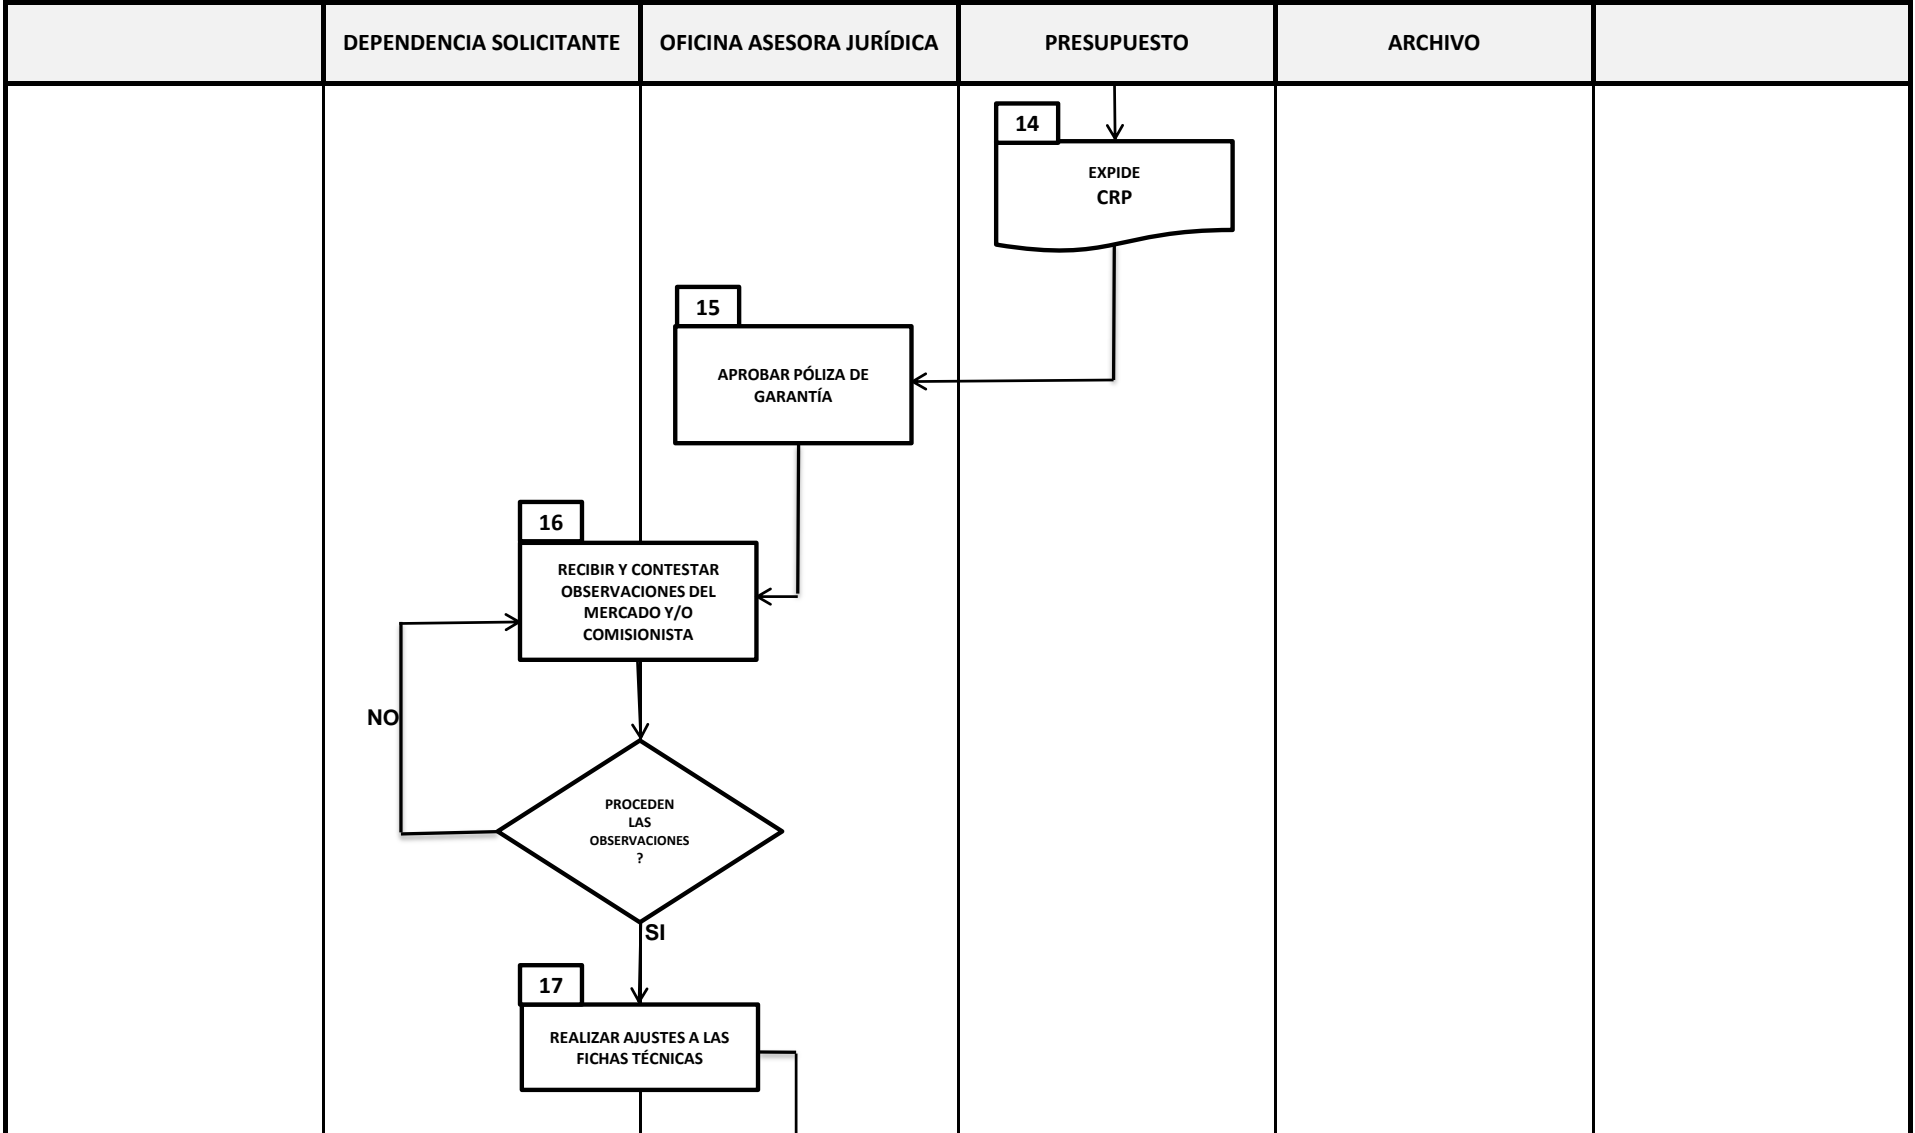 DEPENDENCIA SOLICITANTE
OFICINA ASESORA JURÍDICA
PRESUPUESTO
ARCHIVO
14
EXPIDE
CRP
15
APROBAR PÓLIZA DE
GARANTÍA
16
RECIBIR Y CONTESTAR
OBSERVACIONES DEL
MERCADO Y/O
COMISIONISTA
NO
PROCEDEN
LAS
OBSERVACIONES
?
SI
17
REALIZAR AJUSTES A LAS
FICHAS TÉCNICAS